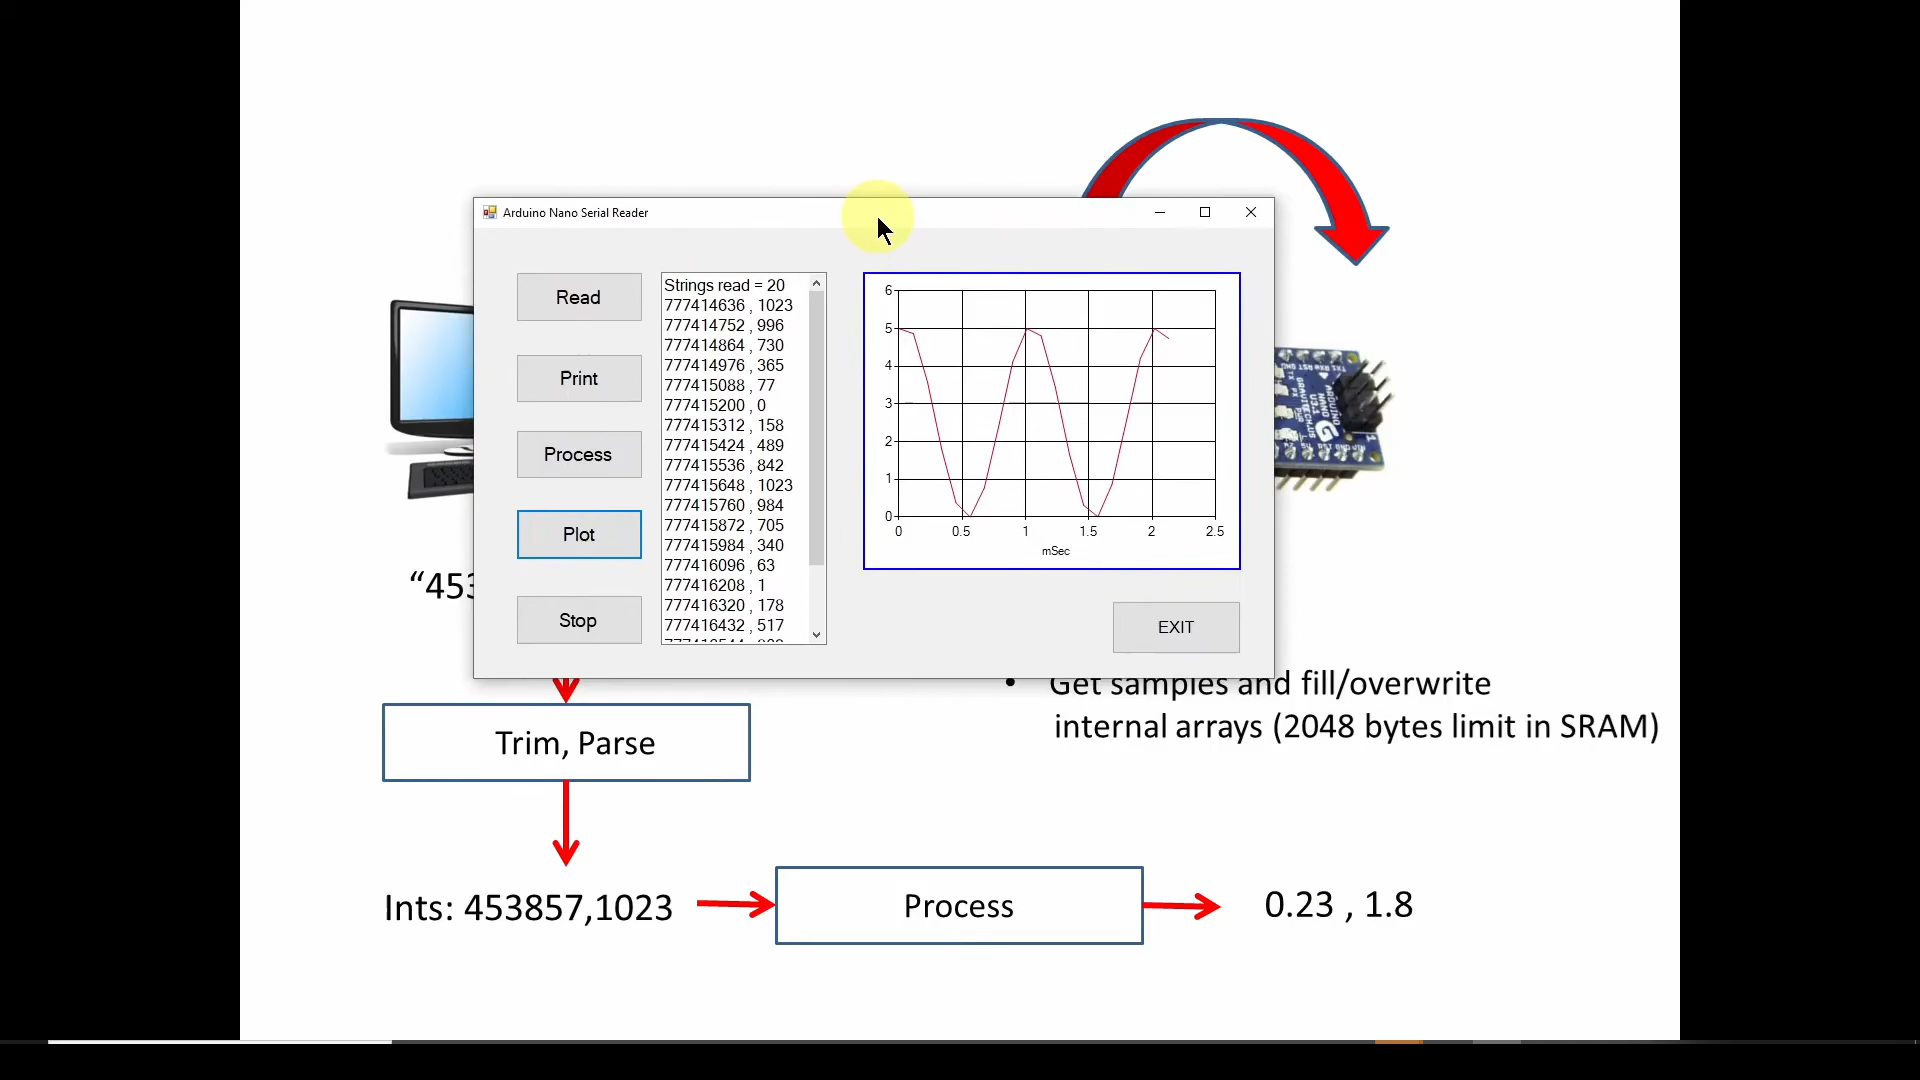 Arduino Nano Serial Reader
Read
Print
Process
Plot
Stop
Strings read = 20
777414636 , 1023
777414752 , 996
777414864 , 730
777414976 , 365
777415088 , 77
777415200 , 0
777415312 , 158
777415424 , 489
777415536 , 842
777415648 , 1023
777415760 , 984
777415872 , 705
777415984 , 340
777416096 , 63
777416208 , 1
777416320 , 178
777416432 , 517
6
5
4
3
2
1
0
0 0.5 1 1.5 2 2.5
mSec
EXIT
ARDUINO
NANO
V3.1
“453
• Get samples and fill/overwrite
internal arrays (2048 bytes limit in SRAM)
Trim, Parse
Ints: 453857,1023
Process
0.23 , 1.8